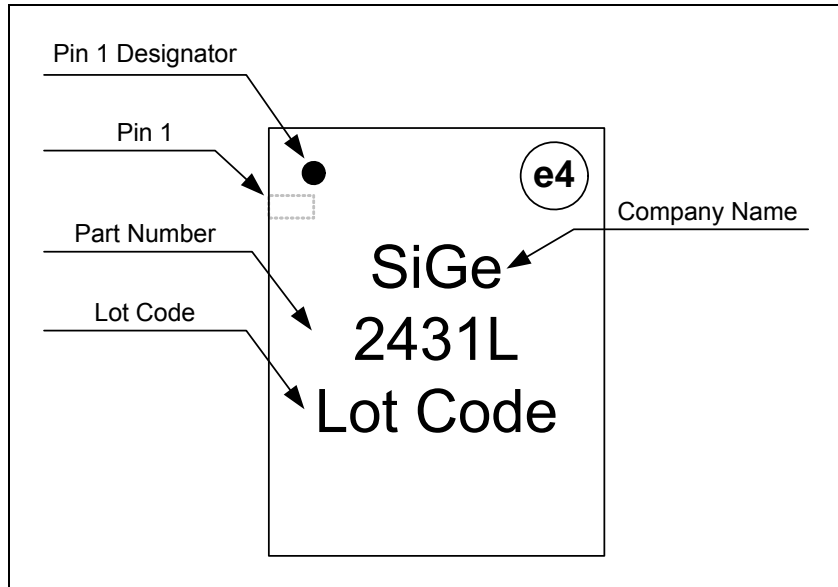 Pin 1 Designator
Pin 1
e4
Company Name
Part Number
SiGe
Lot Code
2431L
Lot Code